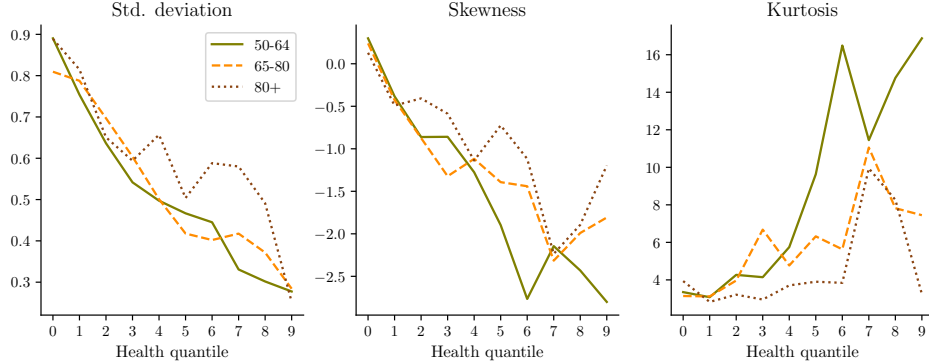 Std. deviation
0.9
0.8
0.7
0.6
0.5
0.4
0.3
50-64
65-80
80+
0 1 2 3 4 5 6 7 8 9
Health quantile
Skewness
0.0
−0.5
−1.0
−1.5
−2.0
−2.5
0 1 2 3 4 5 6 7 8 9
Health quantile
Kurtosis
16
14
12
10
8
6
4
0 1 2 3 4 5 6 7 8 9
Health quantile